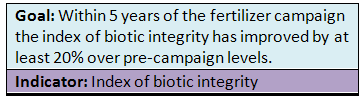 Goal: Within 5 years of the fertilizer campaign
the index of biotic integrity has improved by at
least 20% over pre-campaign levels.
Indicator: Index of biotic integrity